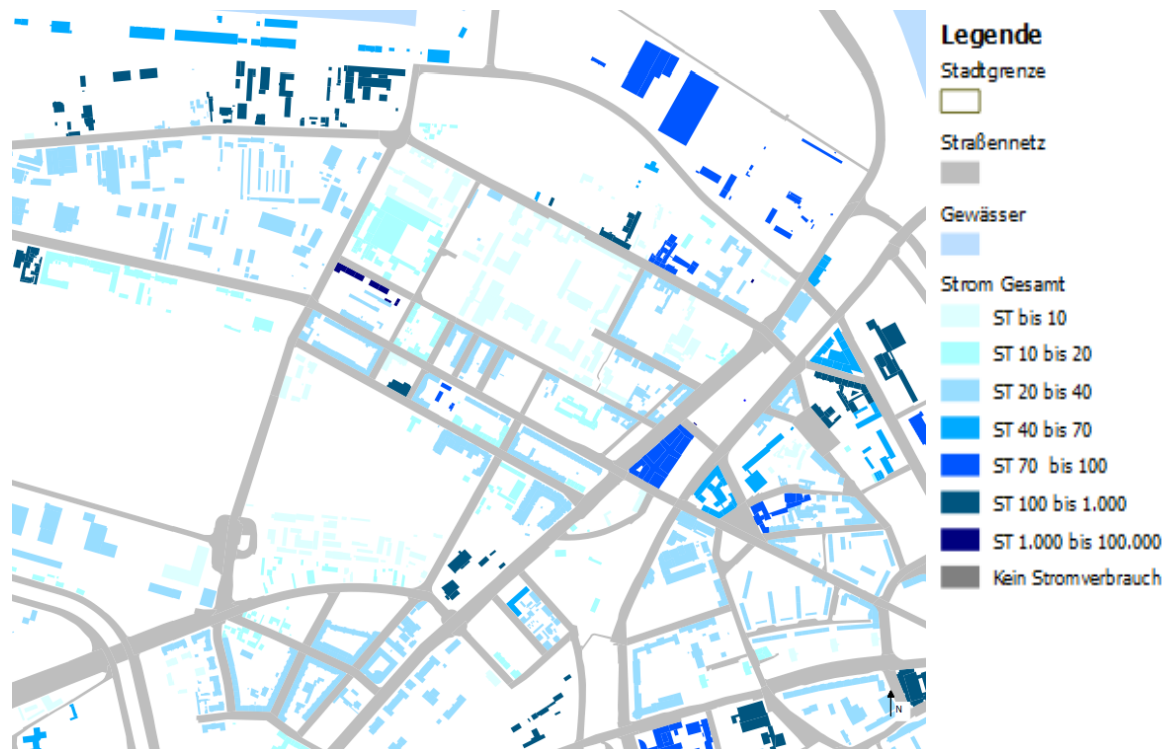 Legende
Stadtgrenze
Straßennetz
Gewässer
Strom Gesamt
ST bis 10
ST 10 bis 20
ST 20 bis 40
ST 40 bis 70
ST 70 bis 100
ST 100 bis 1.000
ST 1.000 bis 100.000
Kein Stromverbrauch
N